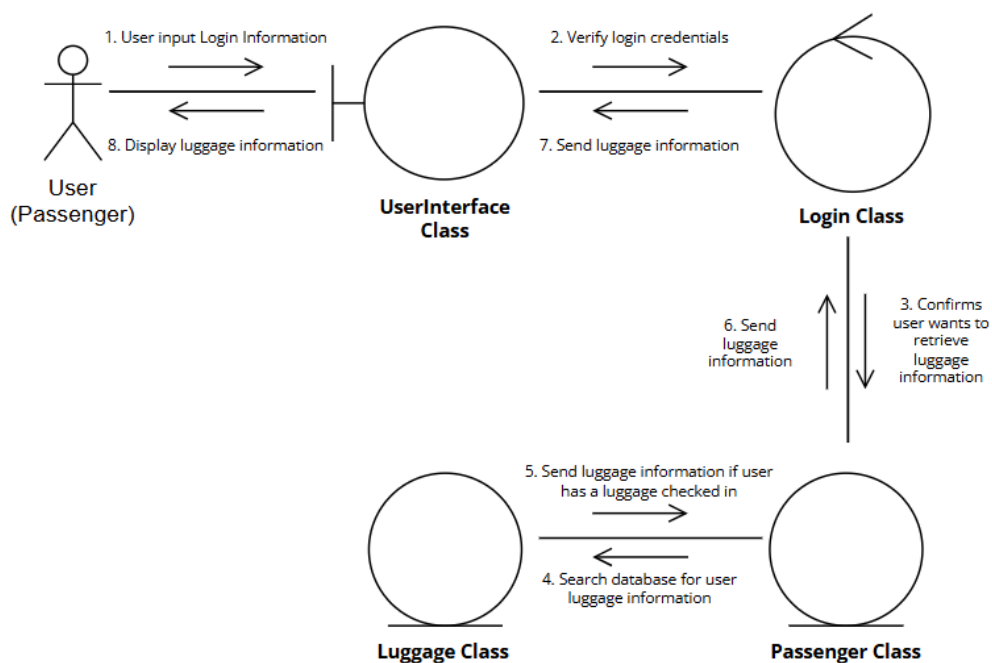 1. User input Login Information
2. Verify login credentials
8. Display luggage information
7. Send luggage information
User
(Passenger)
UserInterface
Class
Login Class
6. Send
luggage
information
3. Confirms
user wants to
retrieve
luggage
information
5. Send luggage information if user
has a luggage checked in
4. Search database for user
luggage information
Luggage Class
Passenger Class